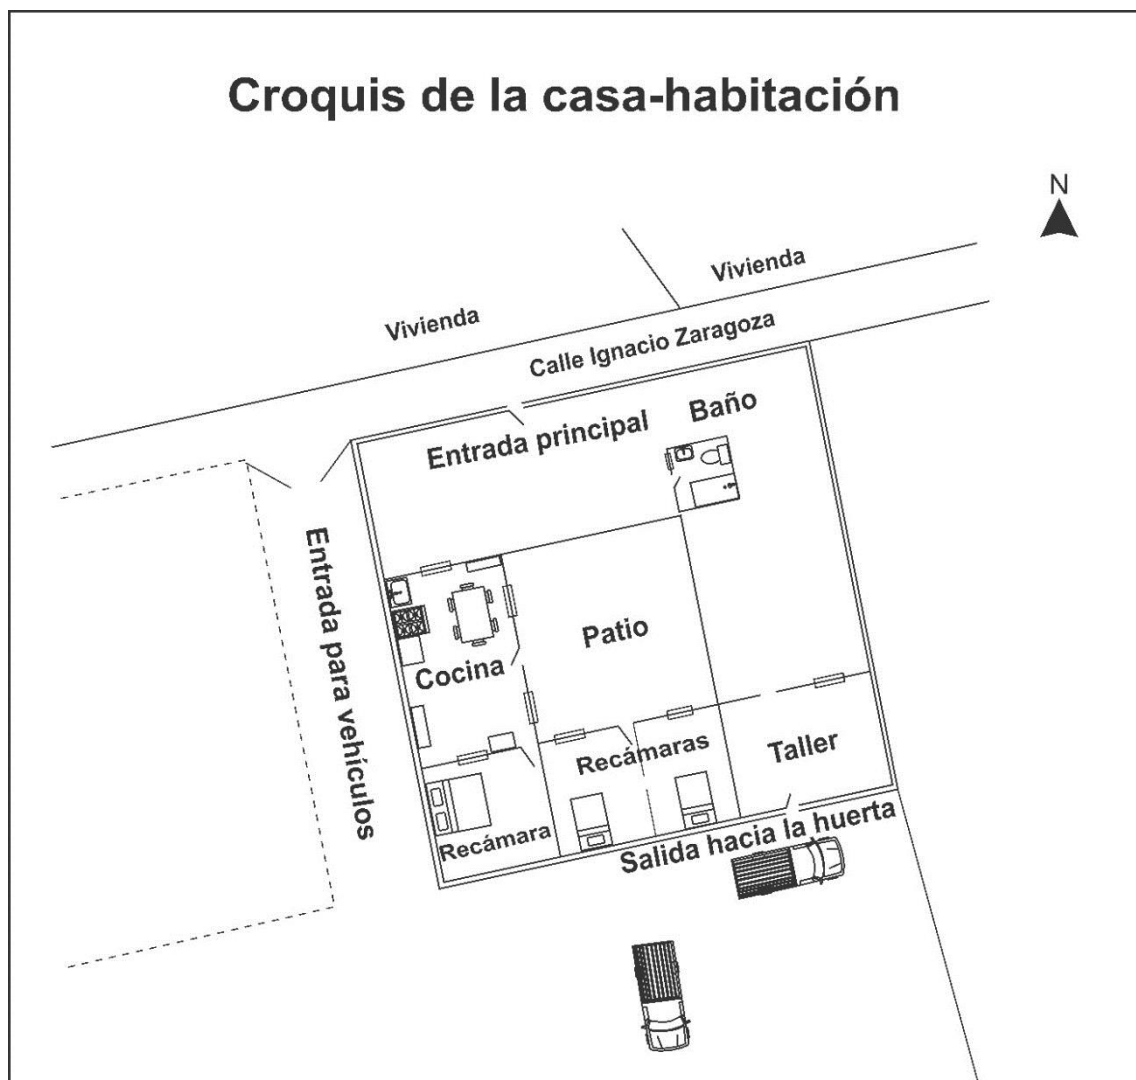 Croquis de la casa-habitación
N
Vivienda
Vivienda
Calle Ignacio Zaragoza
Baño
Entrada principal
Entrada para vehículos
Patio
Cocina
Recámaras
Taller
Recámara
Salida hacia la huerta